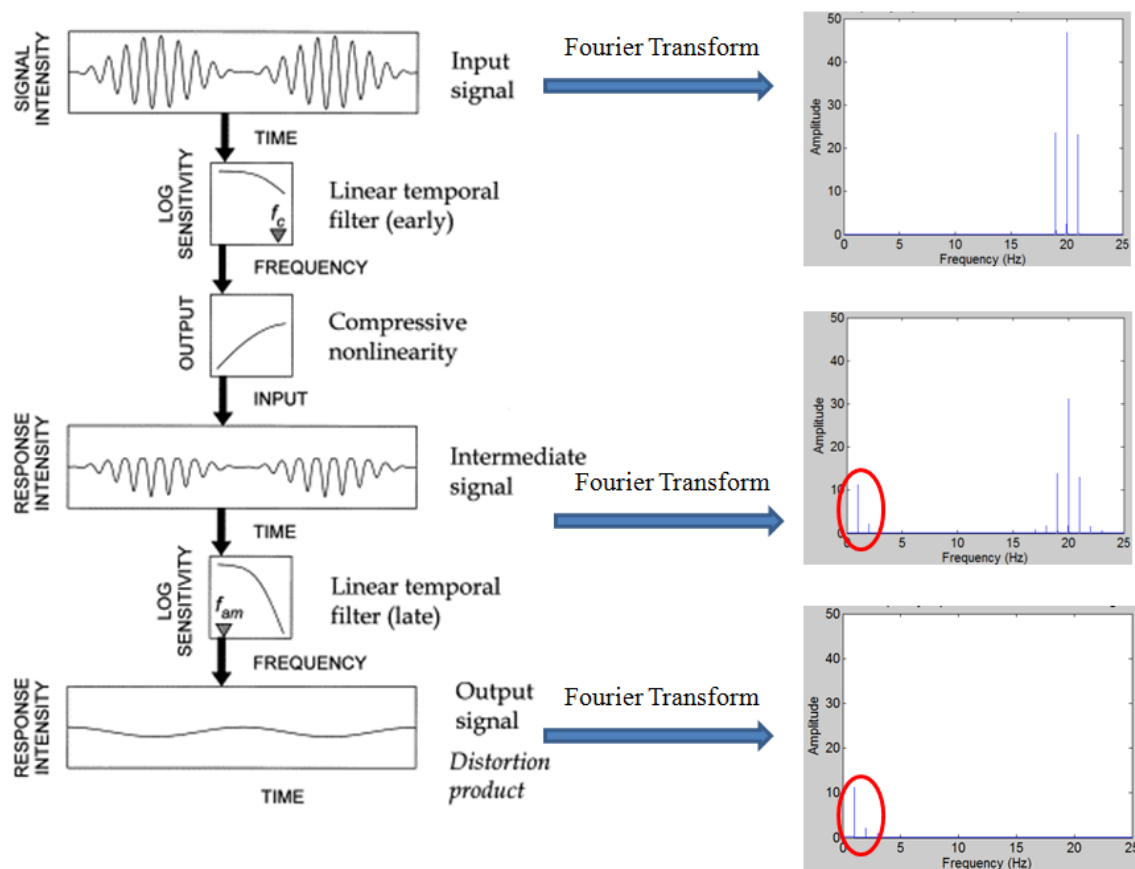 SIGNAL
INTENSITY
Input
signal
TIME
LOG
SENSITIVITY
f_c
Linear temporal
filter (early)
FREQUENCY
OUTPUT
Compressive
nonlinearity
INPUT
RESPONSE
INTENSITY
Intermediate
signal
TIME
LOG
SENSITIVITY
f_am
Linear temporal
filter (late)
FREQUENCY
RESPONSE
INTENSITY
Output
signal
Distortion
product
TIME
Fourier Transform
Fourier Transform
Fourier Transform
50
40
30
20
10
0
Amplitude
0 5 10 15 20 25
Frequency (Hz)
50
40
30
20
10
0
Amplitude
0 5 10 15 20 25
Frequency (Hz)
50
40
30
20
10
0
Amplitude
0 5 10 15 20 25
Frequency (Hz)